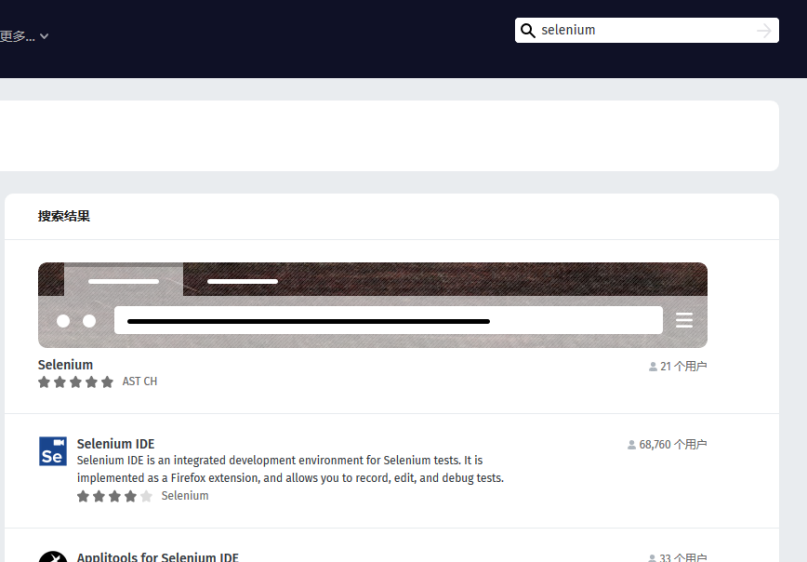 更多...
selenium
搜索结果
Selenium
21 个用户
AST CH
Se
Selenium IDE
68,760 个用户
Selenium IDE is an integrated development environment for Selenium tests. It is
implemented as a Firefox extension, and allows you to record, edit, and debug tests.
Selenium
Applitools for Selenium IDE
33 个用户